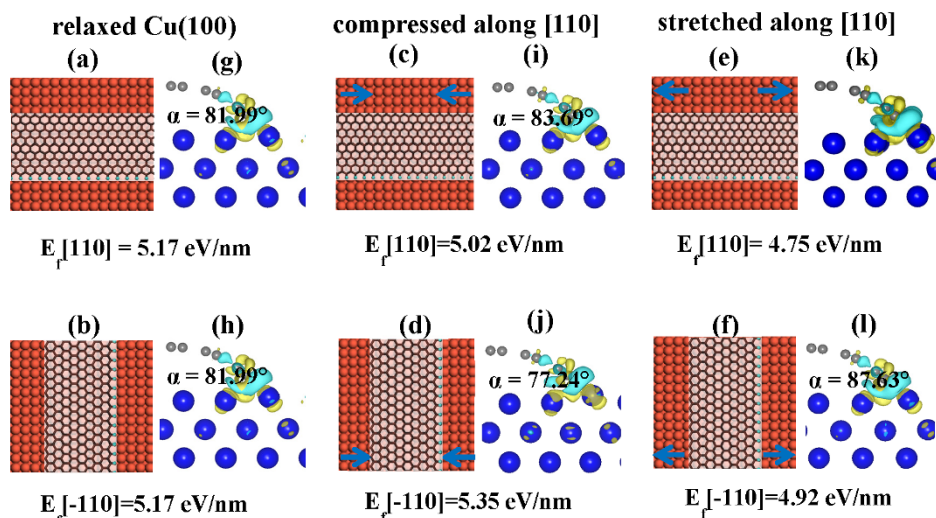 relaxed Cu(100) compressed along [110] stretched along [110]
(a) (g) (c) (i) (e) (k)
α = 81.99° α = 83.69°
E_f[110] = 5.17 eV/nm E_f[110]=5.02 eV/nm E_f[110]= 4.75 eV/nm
(b) (h) (d) (j) (f) (l)
α = 81.99° α = 77.24° α = 87.63°
E_f[-110]=5.17 eV/nm E_f[-110]=5.35 eV/nm E_f[-110]=4.92 eV/nm